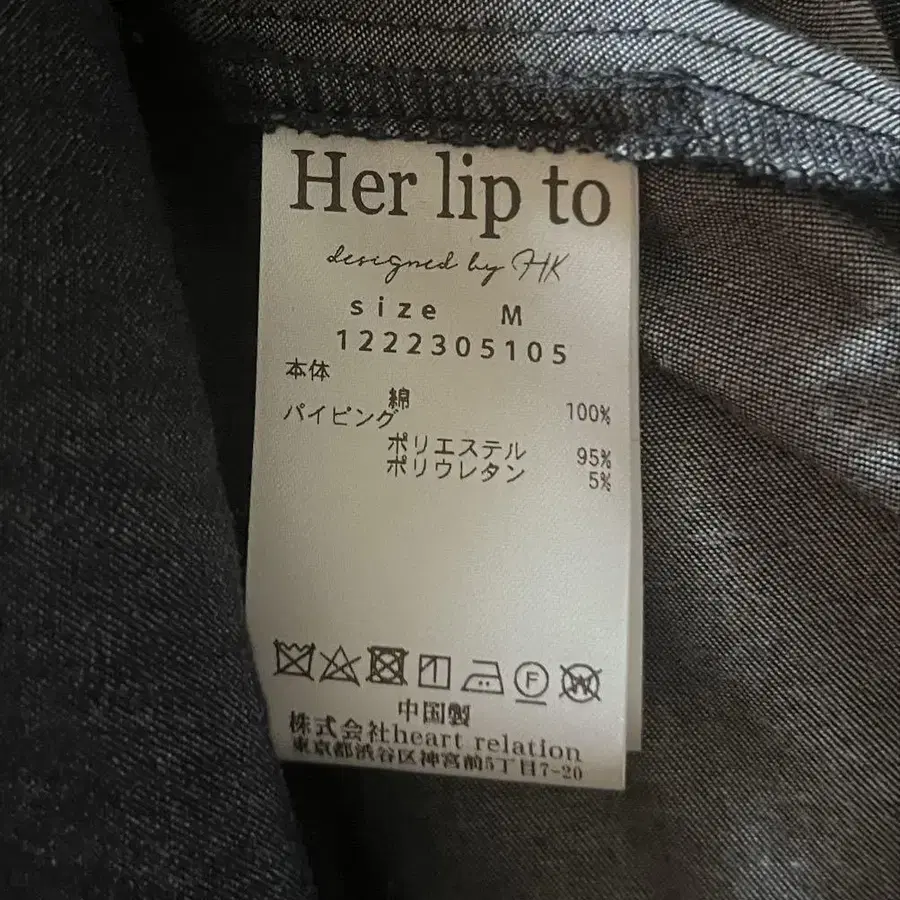 Her lip to
designed by HK
size M
1222305105
本体
綿 100%
パイピング
ポリエステル 95%
ポリウレタン 5%
F W
中国製
株式会社heart relation
東京都渋谷区神宮前5丁目7-20